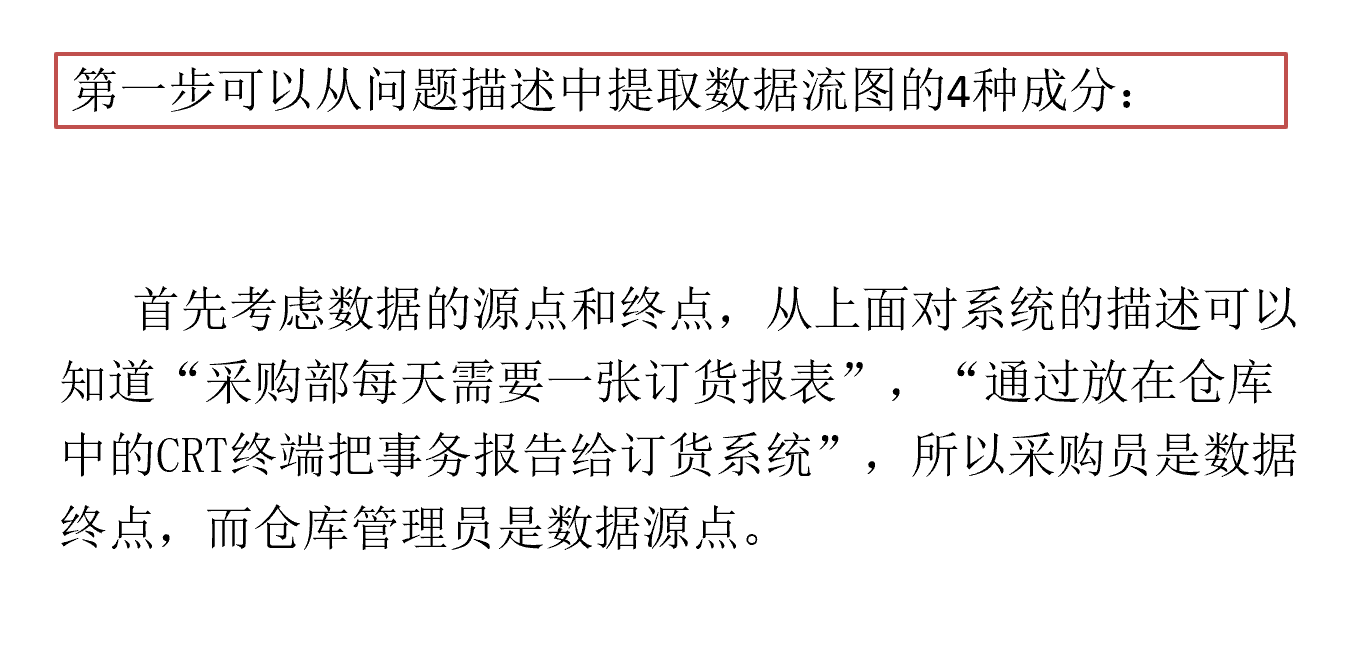 第一步可以从问题描述中提取数据流图的4种成分：
首先考虑数据的源点和终点，从上面对系统的描述可以
知道“采购部每天需要一张订货报表”，“通过放在仓库
中的CRT终端把事务报告给订货系统”，所以采购员是数据
终点，而仓库管理员是数据源点。